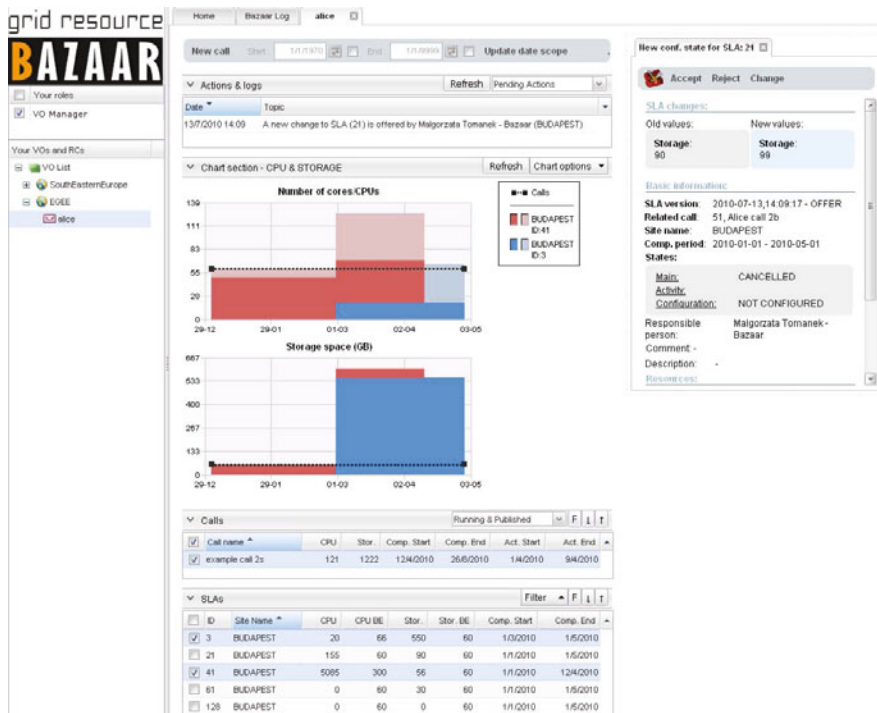 grid resource
BAZAAR
Your roles
VO Manager
Your VOs and RCs
VO List
SouthEasternEurope
EGEE
alice
Home
Bazaar Log
alice
New call
Start
1/1/1970
End
1/1/9999
Update date scope
Actions & logs
Refresh
Pending Actions
Date
Topic
13/7/2010 14:09
A new change to SLA (21) is offered by Malgorzata Tomanek - Bazaar (BUDAPEST)
Chart section - CPU & STORAGE
Refresh
Chart options
Number of cores/CPUs
139
111
83
55
29
0
29-12
29-01
01-03
02-04
03-05
Calls
BUDAPEST
ID:41
BUDAPEST
ID:3
Storage space (GB)
667
533
400
267
133
0
29-12
29-01
01-03
02-04
03-05
Calls
Running & Published
F
Call name
CPU
Stor.
Comp. Start
Comp. End
Act. Start
Act. End
example call 2s
121
1222
12/4/2010
26/8/2010
1/4/2010
9/4/2010
SLAs
Filter
F
ID
Site Name
CPU
CPU BE
Stor.
Stor. BE
Comp. Start
Comp. End
3
BUDAPEST
20
66
550
60
1/3/2010
1/5/2010
21
BUDAPEST
155
60
90
60
1/1/2010
1/5/2010
41
BUDAPEST
5085
300
56
60
1/1/2010
12/4/2010
61
BUDAPEST
0
60
30
60
1/1/2010
1/5/2010
128
BUDAPEST
0
60
0
60
1/1/2010
1/5/2010
New conf. state for SLA: 21
Accept
Reject
Change
SLA changes:
Old values:
New values:
Storage:
90
Storage:
99
Basic information:
SLA version: 2010-07-13,14:09:17 - OFFER
Related call: 51, Alice call 2b
Site name: BUDAPEST
Comp. period: 2010-01-01 - 2010-05-01
States:
Main: CANCELLED
Activity:
Configuration: NOT CONFIGURED
Responsible person: Malgorzata Tomanek - Bazaar
Comment: -
Description: -
Resources: